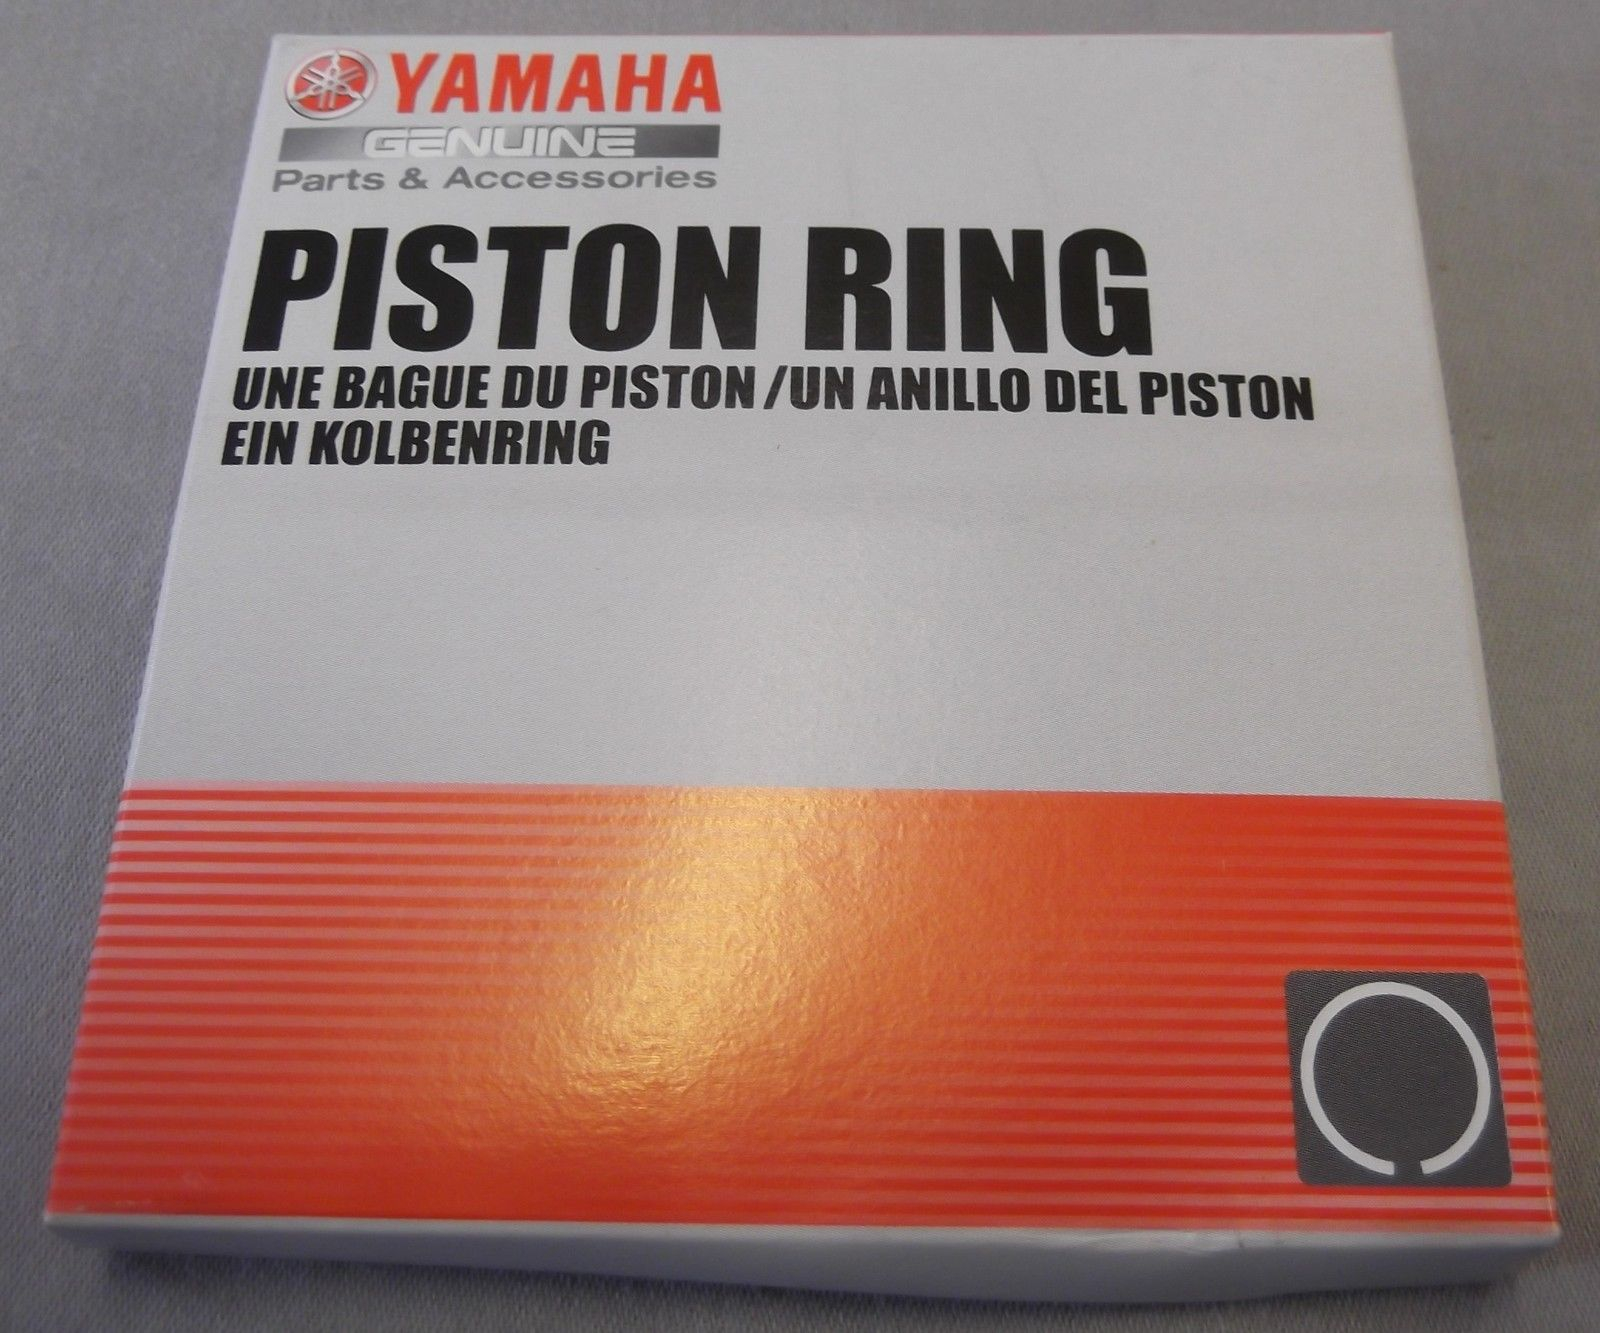 YAMAHA
GENUINE
Parts & Accessories
PISTON RING
UNE BAGUE DU PISTON/UN ANILLO DEL PISTON
EIN KOLBENRING